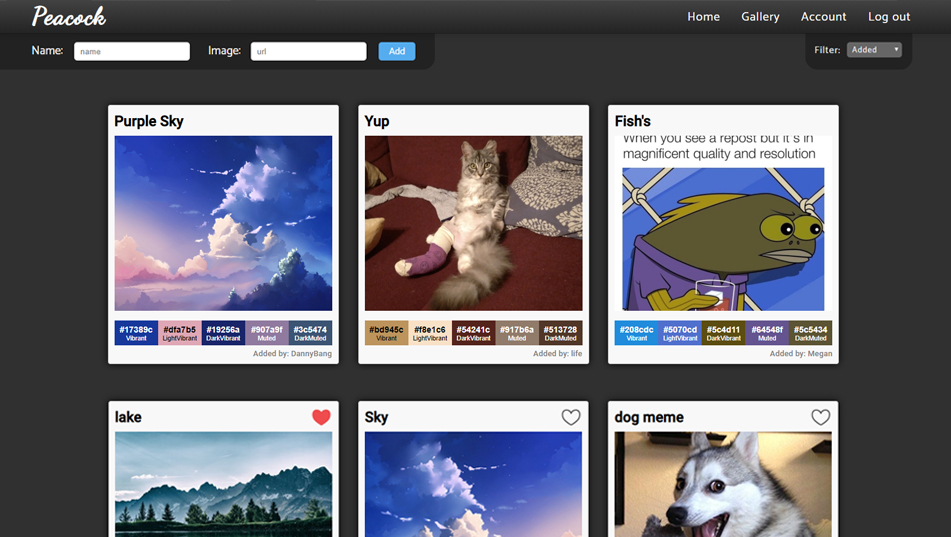 Peacock
Home Gallery Account Log out
Name: name Image: url Add
Filter: Added
Purple Sky
#17389c #dfa7b5 #19256a #907a9f #3c5474
Vibrant LightVibrant DarkVibrant Muted DarkMuted
Added by: DannyBang
Yup
#bd945c #f8e1c6 #54241c #917b6a #513728
Vibrant LightVibrant DarkVibrant Muted DarkMuted
Added by: life
Fish's
When you see a repost but it's in
magnificent quality and resolution
#208cdc #5070cd #5c4d11 #64548f #5c5434
Vibrant LightVibrant DarkVibrant Muted DarkMuted
Added by: Megan
lake
Sky
dog meme